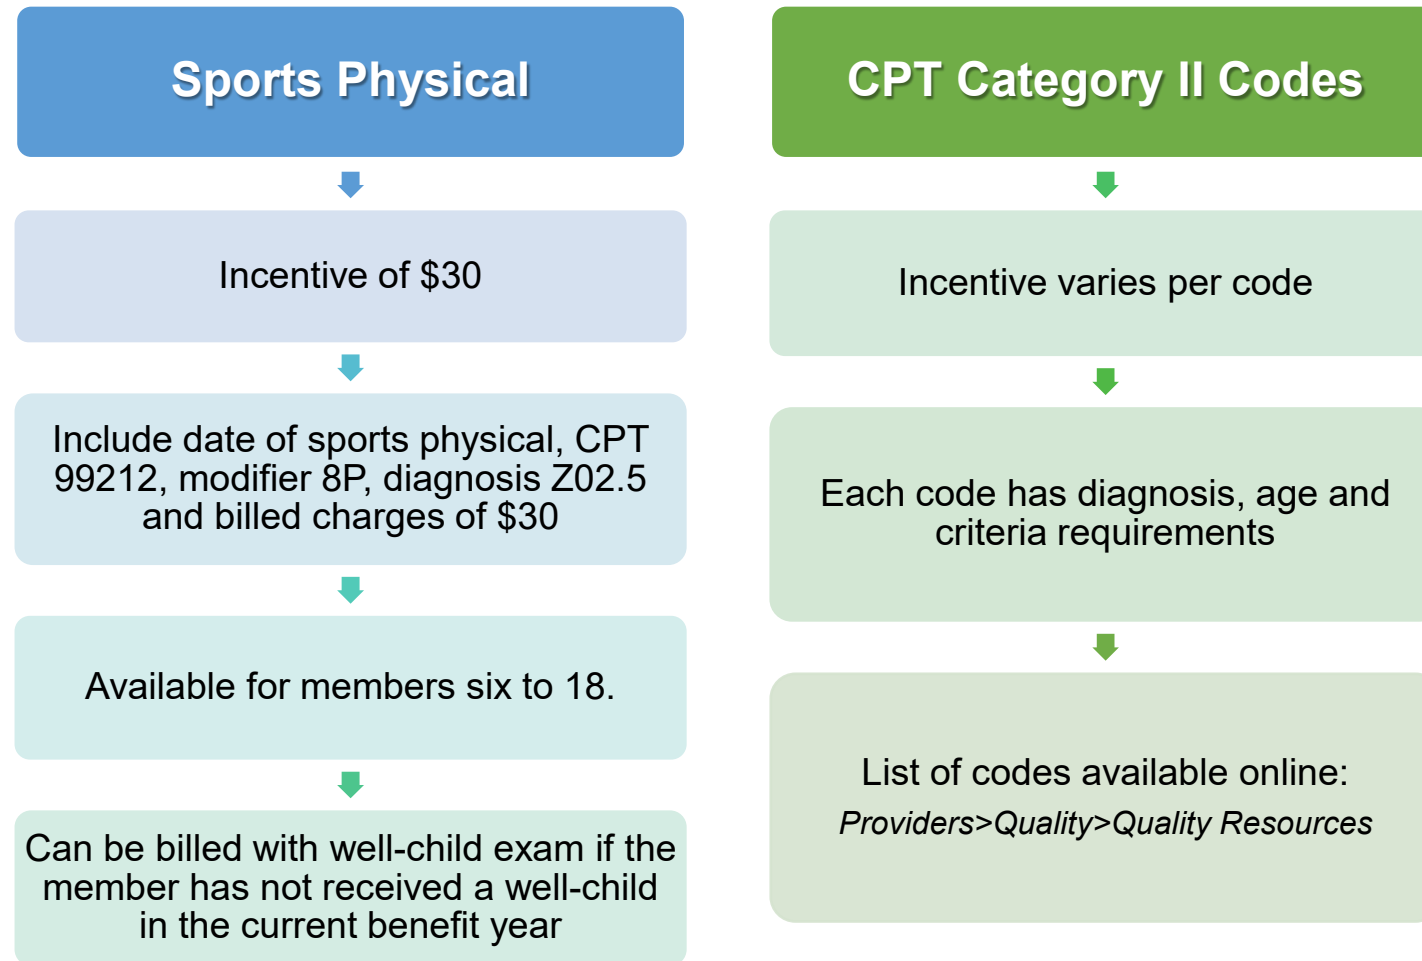 Sports Physical
Incentive of $30
Include date of sports physical, CPT
99212, modifier 8P, diagnosis Z02.5
and billed charges of $30
Available for members six to 18.
Can be billed with well-child exam if the
member has not received a well-child
in the current benefit year
CPT Category II Codes
Incentive varies per code
Each code has diagnosis, age and
criteria requirements
List of codes available online:
Providers>Quality>Quality Resources